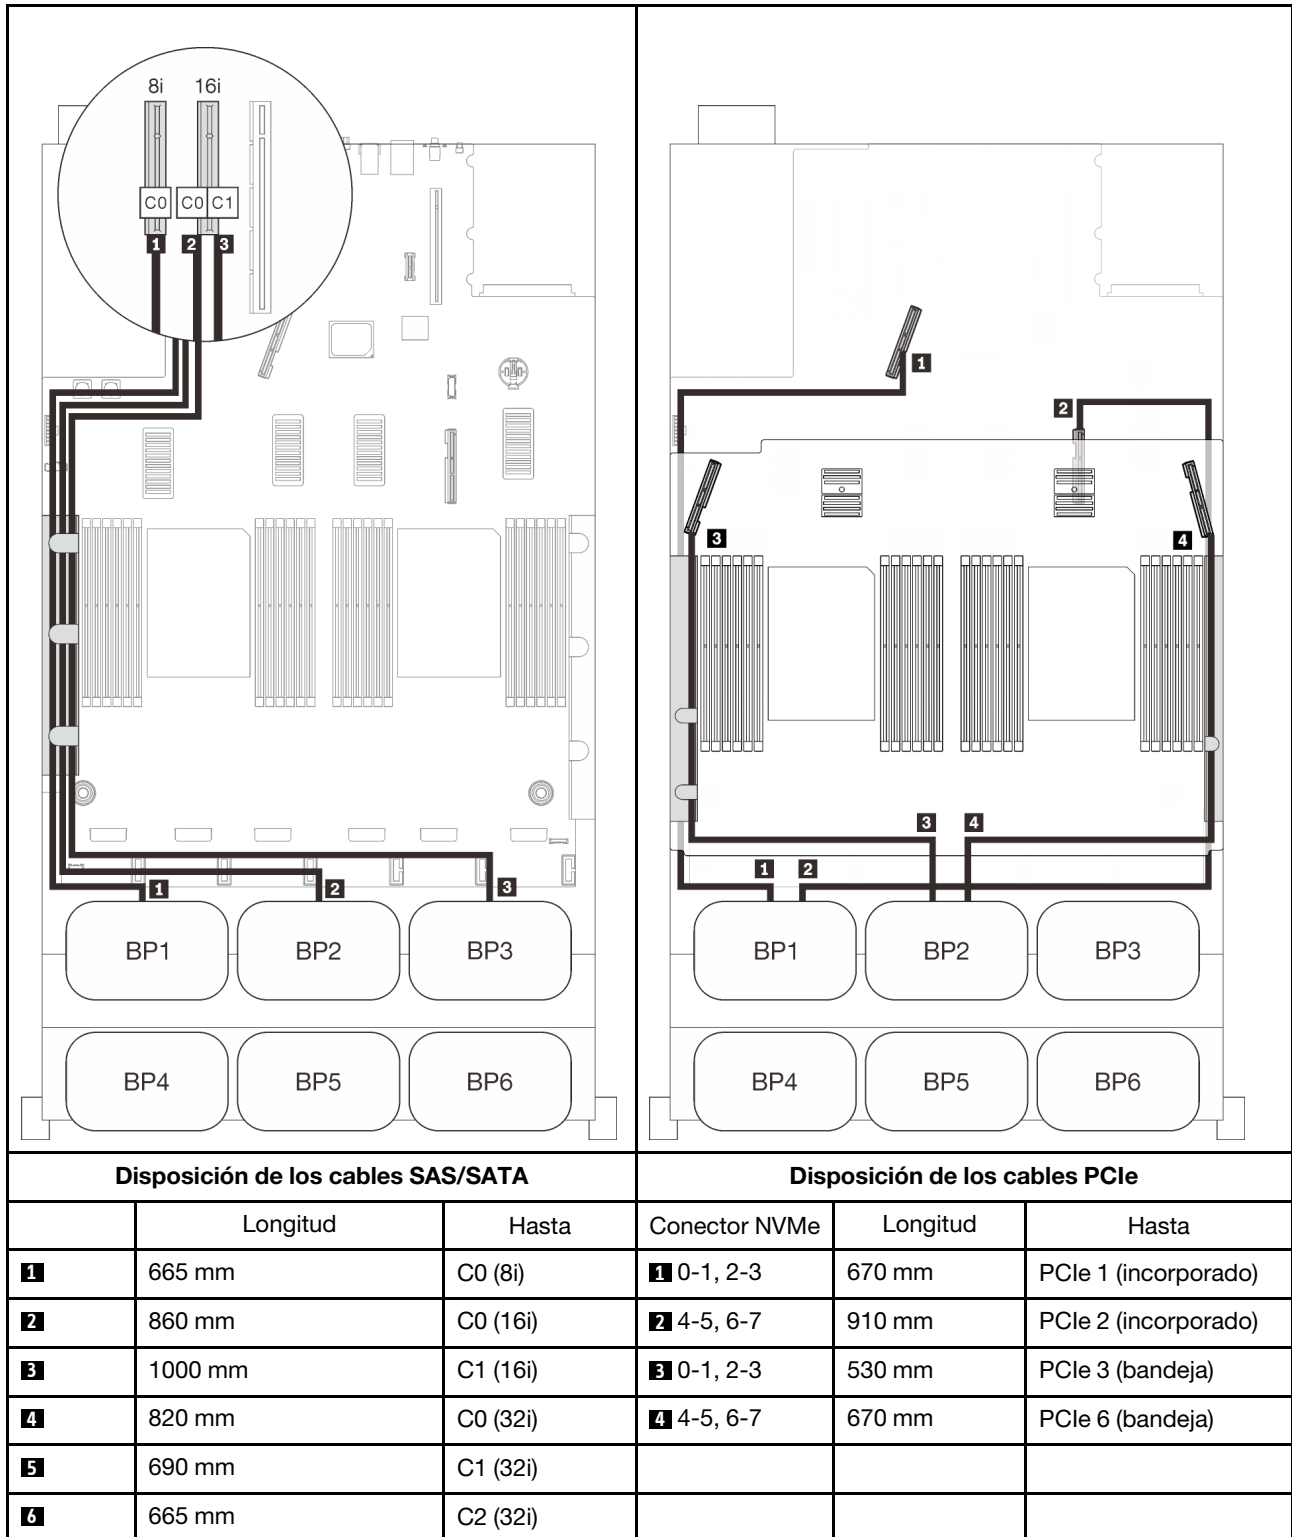 8i 16i
C0 C0 C1
1 2 3
1 2 3
BP1 BP2 BP3
BP4 BP5 BP6
1
2
3 4
3 4
1 2
BP1 BP2 BP3
BP4 BP5 BP6
Disposición de los cables SAS/SATA Disposición de los cables PCIe
Longitud Hasta Conector NVMe Longitud Hasta
1 665 mm C0 (8i) 1 0-1, 2-3 670 mm PCIe 1 (incorporado)
2 860 mm C0 (16i) 2 4-5, 6-7 910 mm PCIe 2 (incorporado)
3 1000 mm C1 (16i) 3 0-1, 2-3 530 mm PCIe 3 (bandeja)
4 820 mm C0 (32i) 4 4-5, 6-7 670 mm PCIe 6 (bandeja)
5 690 mm C1 (32i)
6 665 mm C2 (32i)